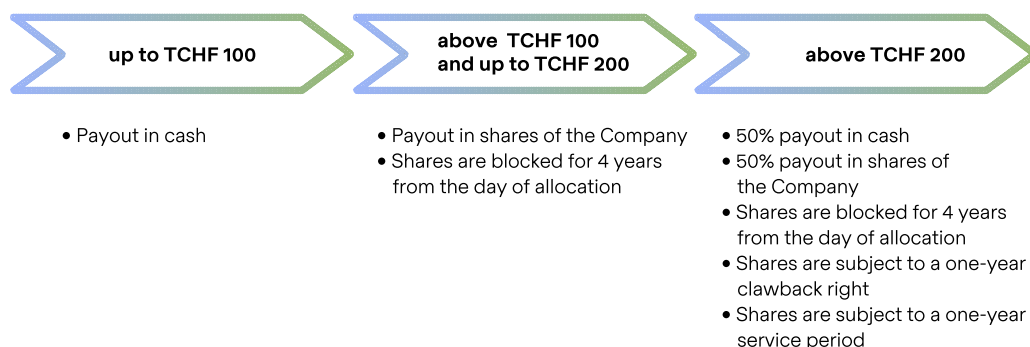 up to TCHF 100
above TCHF 100
and up to TCHF 200
above TCHF 200
• Payout in cash
• Payout in shares of the Company
• Shares are blocked for 4 years
from the day of allocation
• 50% payout in cash
• 50% payout in shares of
the Company
• Shares are blocked for 4 years
from the day of allocation
• Shares are subject to a one-year
clawback right
• Shares are subject to a one-year
service period